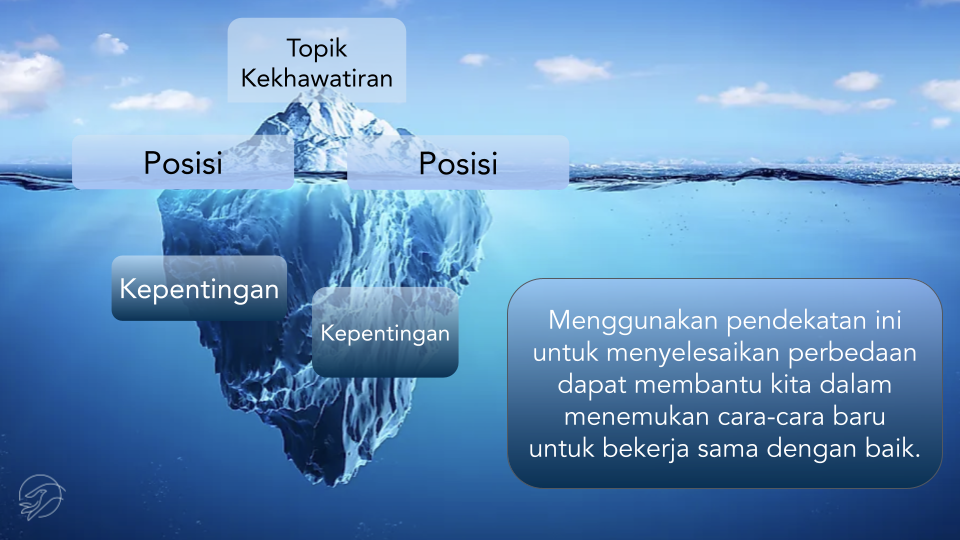 Topik
Kekhawatiran
Posisi
Posisi
Kepentingan
Kepentingan
Menggunakan pendekatan ini
untuk menyelesaikan perbedaan
dapat membantu kita dalam
menemukan cara-cara baru
untuk bekerja sama dengan baik.